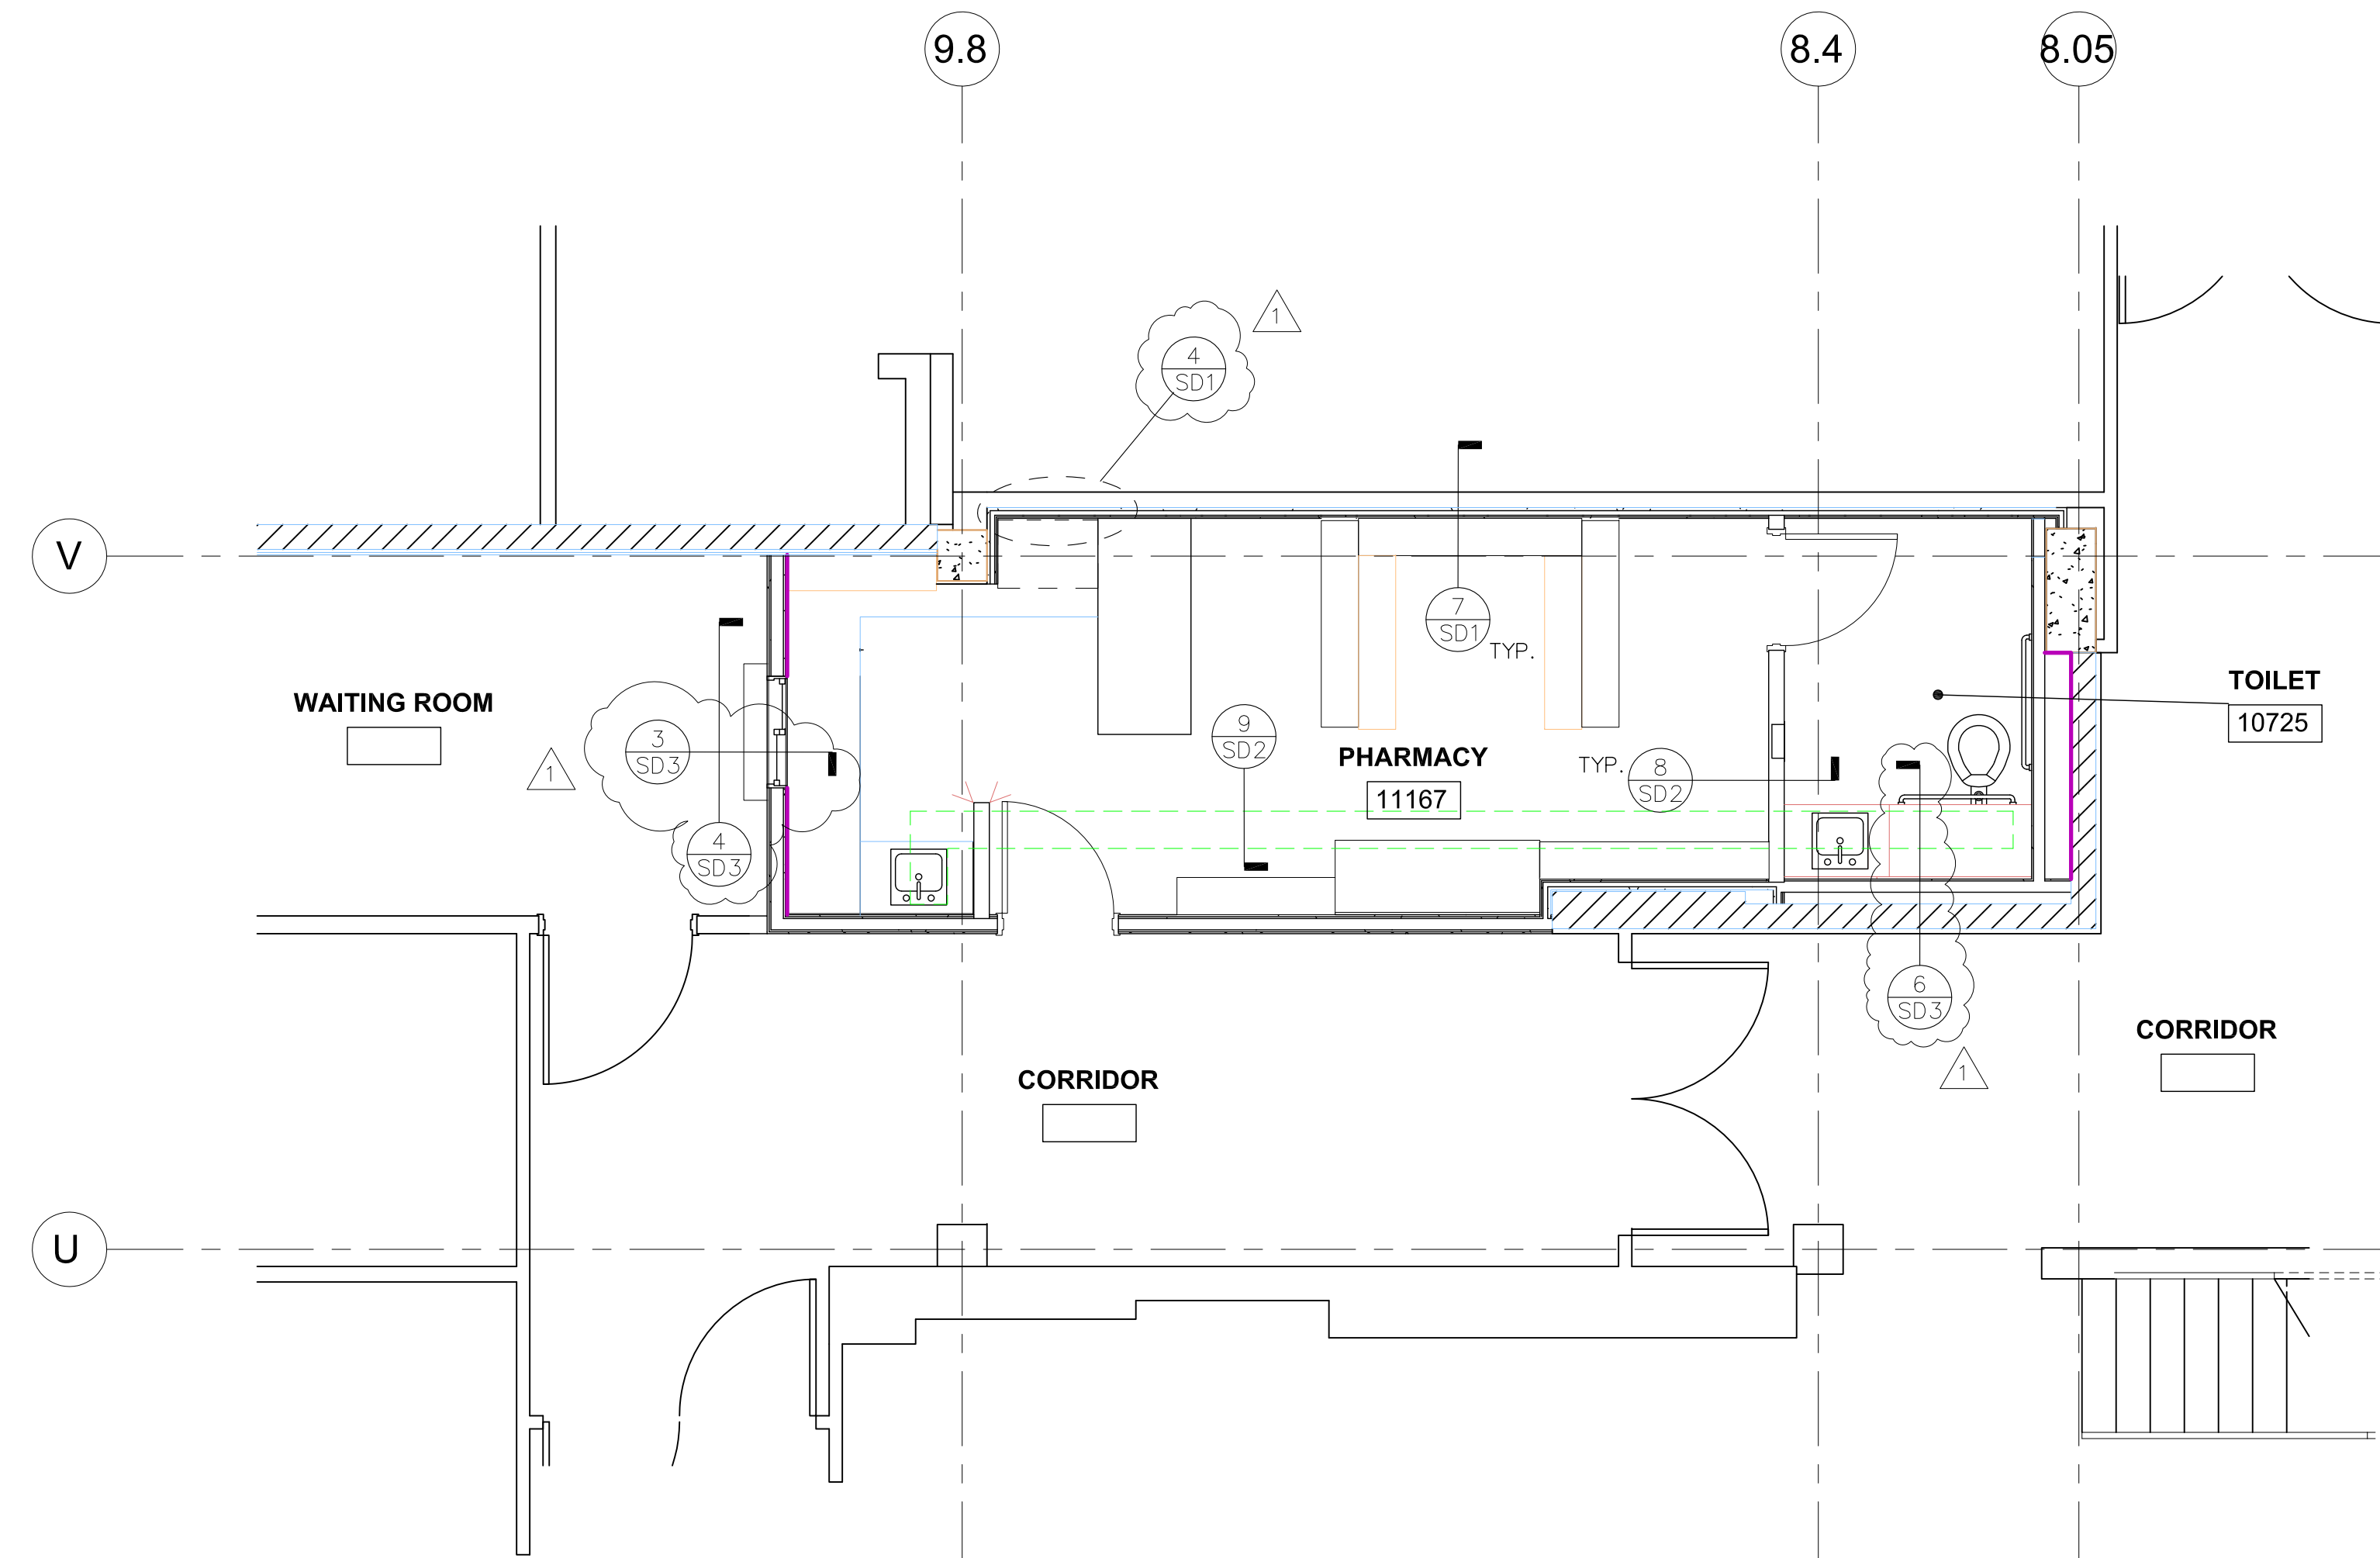 9.8
8.4
8.05
1
4
SD1
V
7
SD1
TYP.
WAITING ROOM
TOILET
10725
3
SD3
9
SD2
PHARMACY
11167
TYP.
8
SD2
1
4
SD3
6
SD3
CORRIDOR
1
CORRIDOR
U